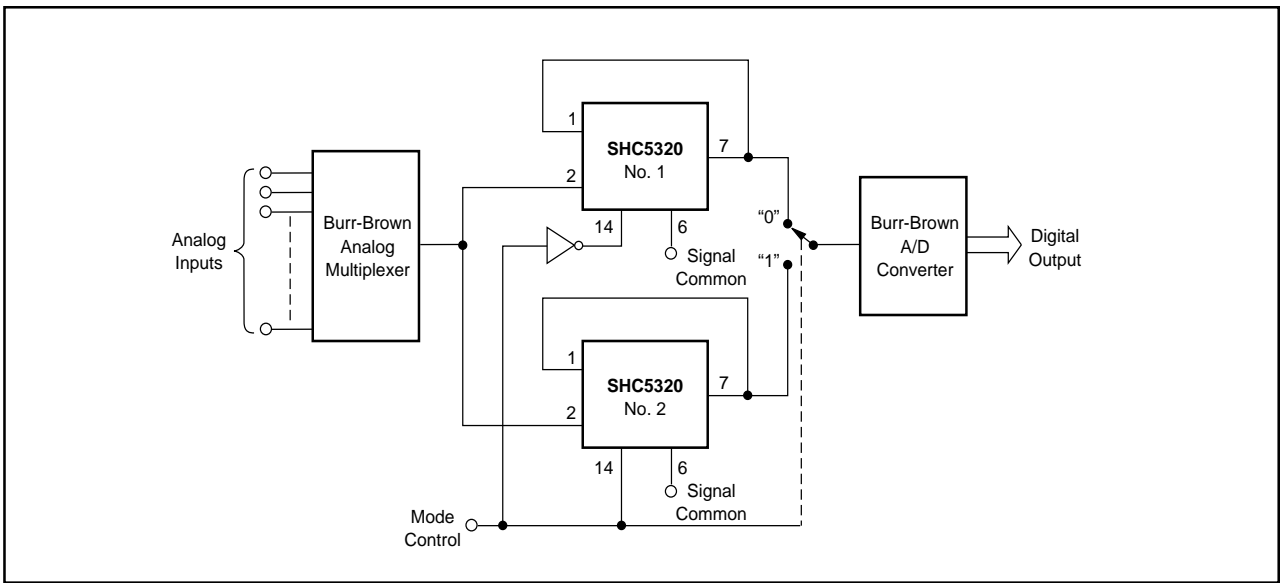 Analog
Inputs
Burr-Brown
Analog
Multiplexer
1
2
SHC5320
No. 1
7
14
6
Signal
Common
"0"
"1"
Burr-Brown
A/D
Converter
Digital
Output
1
2
SHC5320
No. 2
7
14
6
Signal
Common
Mode
Control